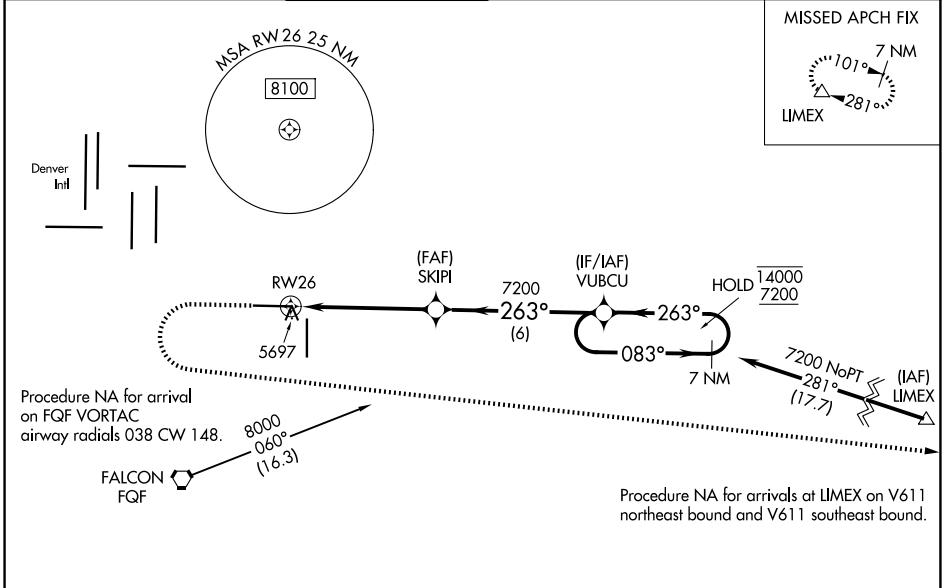 MISSED APCH FIX
7 NM
101°
281°
LIMEX
MSA RW 26 25 NM
8100
Denver
Intl
(FAF)
SKIPI
(IF/IAF)
VUBCU
RW26
7200
263°
(6)
HOLD
14000
7200
263°
083°
7 NM
5697
7200 NoPT
281°
(17.7)
(IAF)
LIMEX
Procedure NA for arrival
on FQF VORTAC
airway radials 038 CW 148.
8000
060°
(16.3)
FALCON
FQF
Procedure NA for arrivals at LIMEX on V611
northeast bound and V611 southeast bound.